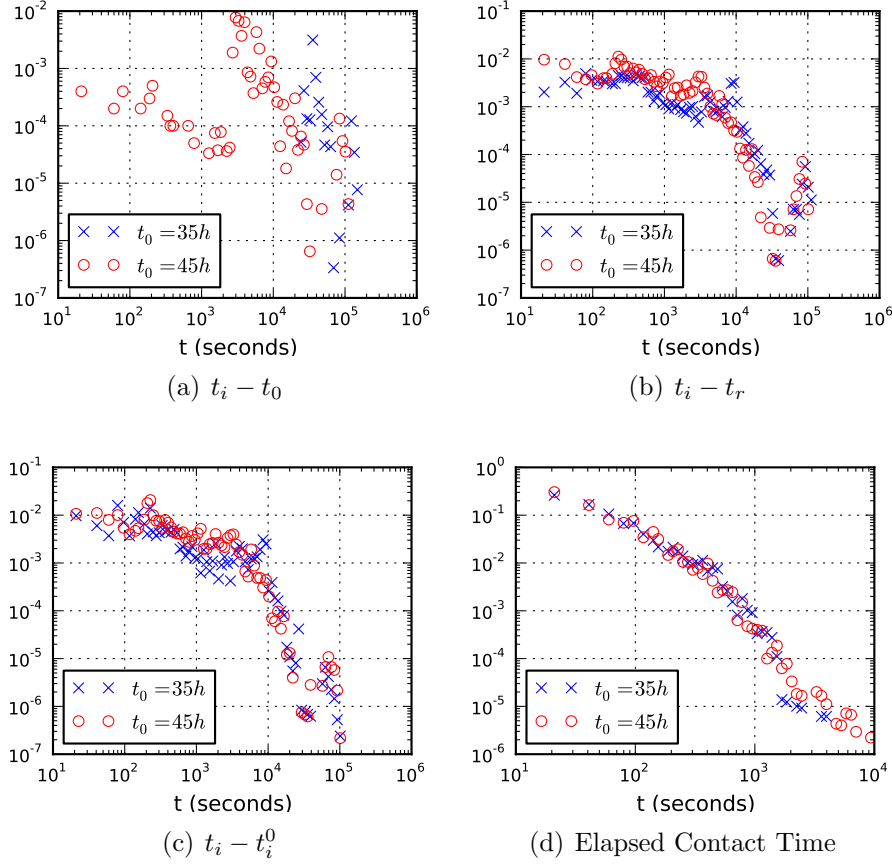 10^-2
10^-3
10^-4
10^-5
10^-6
10^-7
t_0 = 35h
t_0 = 45h
10^1 10^2 10^3 10^4 10^5 10^6
t (seconds)
(a) t_i − t_0
10^-1
10^-2
10^-3
10^-4
10^-5
10^-6
10^-7
t_0 = 35h
t_0 = 45h
10^1 10^2 10^3 10^4 10^5 10^6
t (seconds)
(b) t_i − t_r
10^-1
10^-2
10^-3
10^-4
10^-5
10^-6
10^-7
t_0 = 35h
t_0 = 45h
10^1 10^2 10^3 10^4 10^5 10^6
t (seconds)
(c) t_i − t_i^0
10^0
10^-1
10^-2
10^-3
10^-4
10^-5
10^-6
t_0 = 35h
t_0 = 45h
10^1 10^2 10^3 10^4
t (seconds)
(d) Elapsed Contact Time